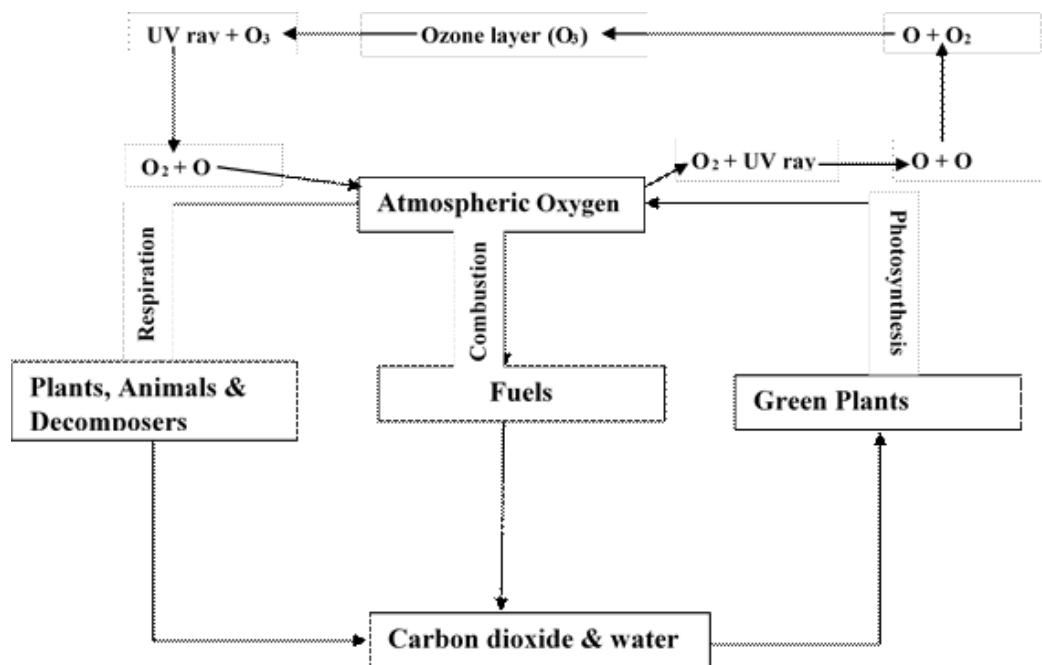 UV ray + O₃
Ozone layer (O₃)
O + O₂
O₂ + O
O₂ + UV ray
O + O
Atmospheric Oxygen
Respiration
Combustion
Photosynthesis
Plants, Animals &
Decomposers
Fuels
Green Plants
Carbon dioxide & water